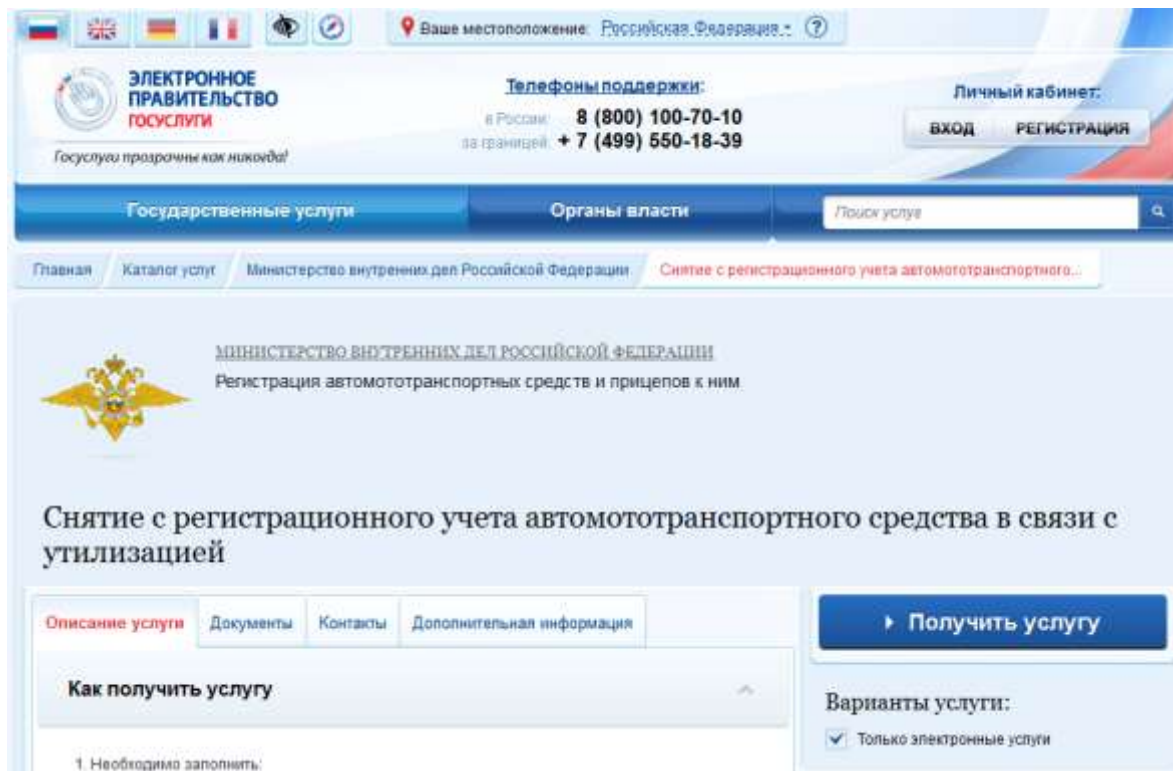 Ваше местоположение: Российская Федерация ?
ЭЛЕКТРОННОЕ
ПРАВИТЕЛЬСТВО
ГОСУСЛУГИ
Госуслуги прозрачны как никогда!
Телефоны поддержки:
в России: 8 (800) 100-70-10
за границей: + 7 (499) 550-18-39
Личный кабинет:
ВХОД РЕГИСТРАЦИЯ
Государственные услуги Органы власти Поиск услуг
Главная Каталог услуг Министерство внутренних дел Российской Федерации Снятие с регистрационного учета автомототранспортного...
МИНИСТЕРСТВО ВНУТРЕННИХ ДЕЛ РОССИЙСКОЙ ФЕДЕРАЦИИ
Регистрация автомототранспортных средств и прицепов к ним
Снятие с регистрационного учета автомототранспортного средства в связи с
утилизацией
Описание услуги Документы Контакты Дополнительная информация
Получить услугу
Как получить услугу
Варианты услуги:
Только электронные услуги
1. Необходимо заполнить: